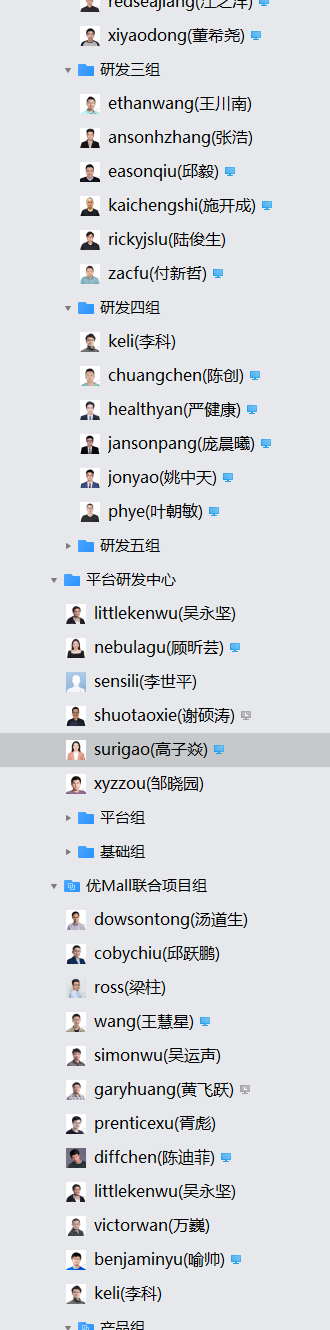 redseajiang(江之洋)
xiyaodong(董希尧)
研发三组
ethanwang(王川南)
ansonhzhang(张浩)
easonqiu(邱毅)
kaichengshi(施开成)
rickyjslu(陆俊生)
zacfu(付新哲)
研发四组
keli(李科)
chuangchen(陈创)
healthyan(严健康)
jansonpang(庞晨曦)
jonyao(姚中天)
phye(叶朝敏)
研发五组
平台研发中心
littlekenwu(吴永坚)
nebulagu(顾昕芸)
sensili(李世平)
shuotaoxie(谢硕涛)
surigao(高子焱)
xyzzou(邹晓园)
平台组
基础组
优Mall联合项目组
dowsontong(汤道生)
cobychiu(邱跃鹏)
ross(梁柱)
wang(王慧星)
simonwu(吴运声)
garyhuang(黄飞跃)
prenticexu(胥彪)
diffchen(陈迪菲)
littlekenwu(吴永坚)
victorwan(万巍)
benjaminyu(喻帅)
keli(李科)
产品组